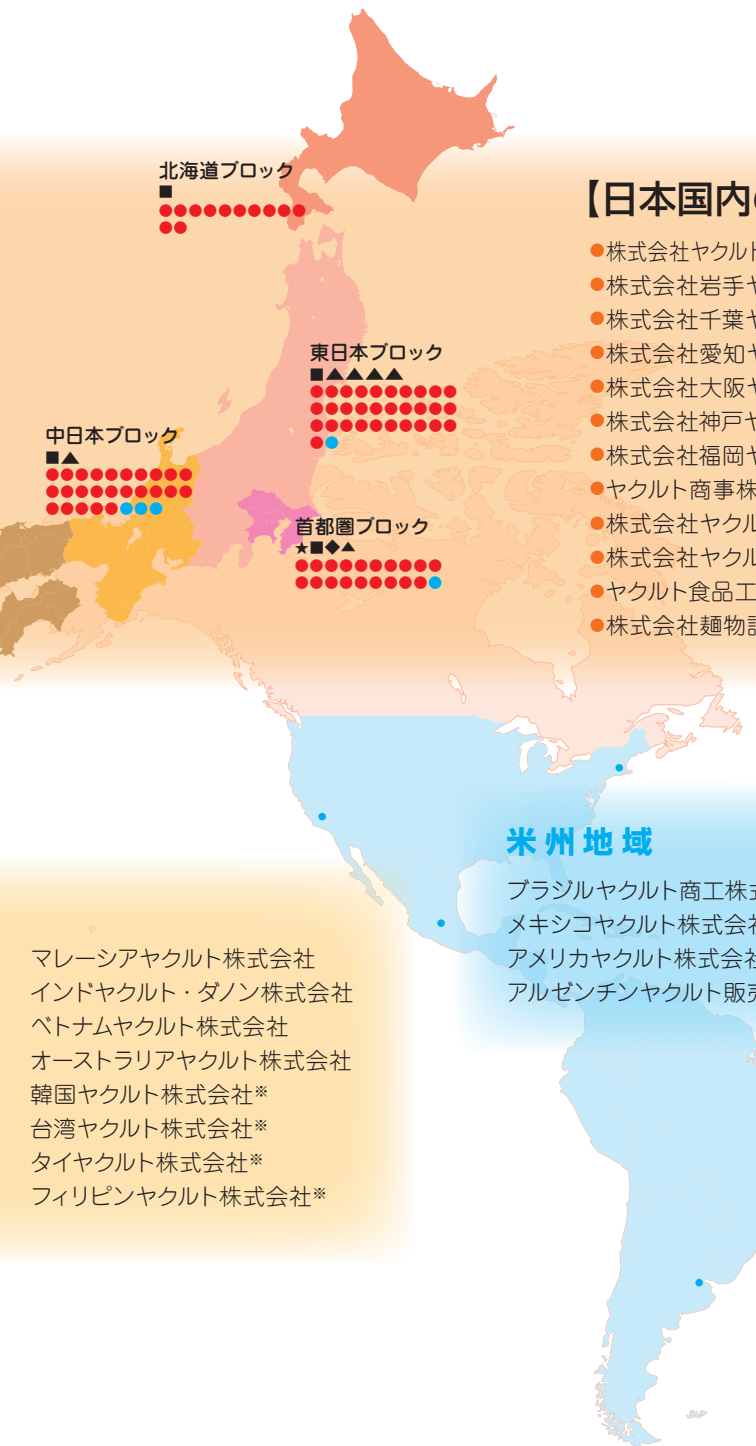 北海道ブロック
■
東日本ブロック
■▲▲▲▲
中日本ブロック
■▲
首都圏ブロック
★■◆▲
【日本国内
●株式会社ヤクルト
●株式会社岩手ヤ
●株式会社千葉ヤ
●株式会社愛知ヤ
●株式会社大阪ヤ
●株式会社神戸ヤ
●株式会社福岡ヤ
●ヤクルト商事株
●株式会社ヤクル
●株式会社ヤクル
●ヤクルト食品工
●株式会社麺物
米州地域
ブラジルヤクルト商工株式
メキシコヤクルト株式会社
アメリカヤクルト株式会社
アルゼンチンヤクルト販売
マレーシアヤクルト株式会社
インドヤクルト・ダノン株式会社
ベトナムヤクルト株式会社
オーストラリアヤクルト株式会社
韓国ヤクルト株式会社※
台湾ヤクルト株式会社※
タイヤクルト株式会社※
フィリピンヤクルト株式会社※